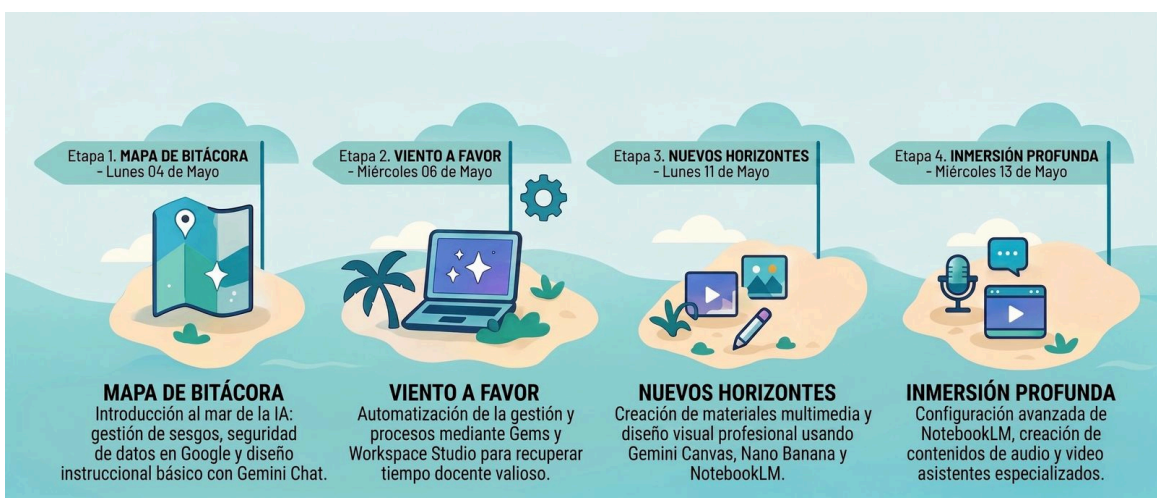 Etapa 1. MAPA DE BITÁCORA
- Lunes 04 de Mayo
Etapa 2. VIENTO A FAVOR
- Miércoles 06 de Mayo
Etapa 3. NUEVOS HORIZONTES
- Lunes 11 de Mayo
Etapa 4. INMERSIÓN PROFUNDA
- Miércoles 13 de Mayo
MAPA DE BITÁCORA
Introducción al mar de la IA:
gestión de sesgos, seguridad
de datos en Google y diseño
instruccional básico con Gemini Chat.
VIENTO A FAVOR
Automatización de la gestión y
procesos mediante Gems y
Workspace Studio para recuperar
tiempo docente valioso.
NUEVOS HORIZONTES
Creación de materiales multimedia y
diseño visual profesional usando
Gemini Canvas, Nano Banana y
NotebookLM.
INMERSIÓN PROFUNDA
Configuración avanzada de
NotebookLM, creación de
contenidos de audio y video
asistentes especializados.